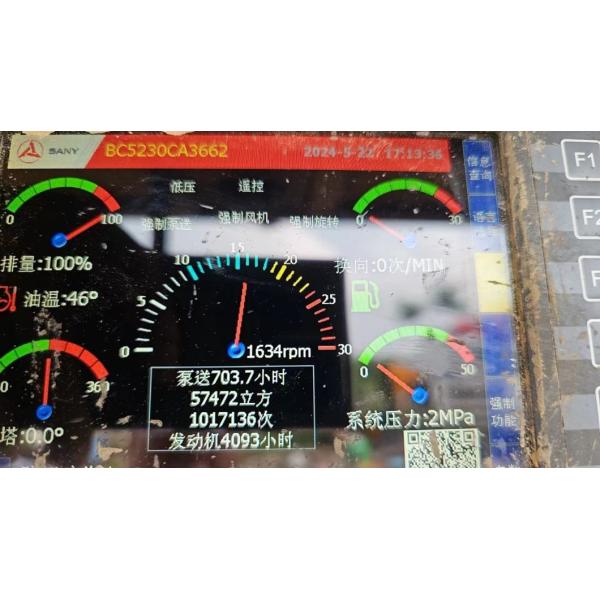 SANY BC5230CA3662 2024-5-22 17:13:36
信息
查询
F1
低压 遥控
0 100
强制泵送 强制风机 强制旋转
0 30
语言
排量:100%
换向:0次/MIN
油温:46°
0 5 10 15 20 25 30
1634rpm
0 360
0 50
泵送703.7小时
57472立方
1017136次
发动机4093小时
塔:0.0°
系统压力:2MPa
强制
功能